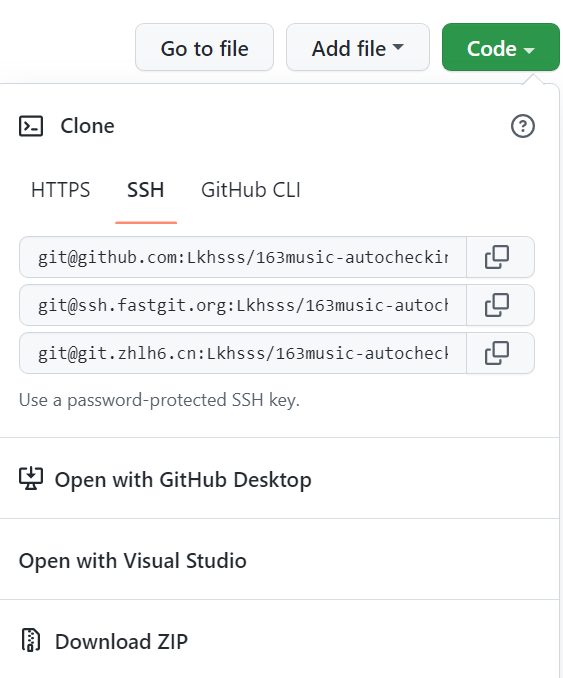 Go to file Add file Code
Clone
HTTPS SSH GitHub CLI
git@github.com:Lkhsss/163music-autocheckin
git@ssh.fastgit.org:Lkhsss/163music-autoch
git@git.zhlh6.cn:Lkhsss/163music-autocheck
Use a password-protected SSH key.
Open with GitHub Desktop
Open with Visual Studio
Download ZIP